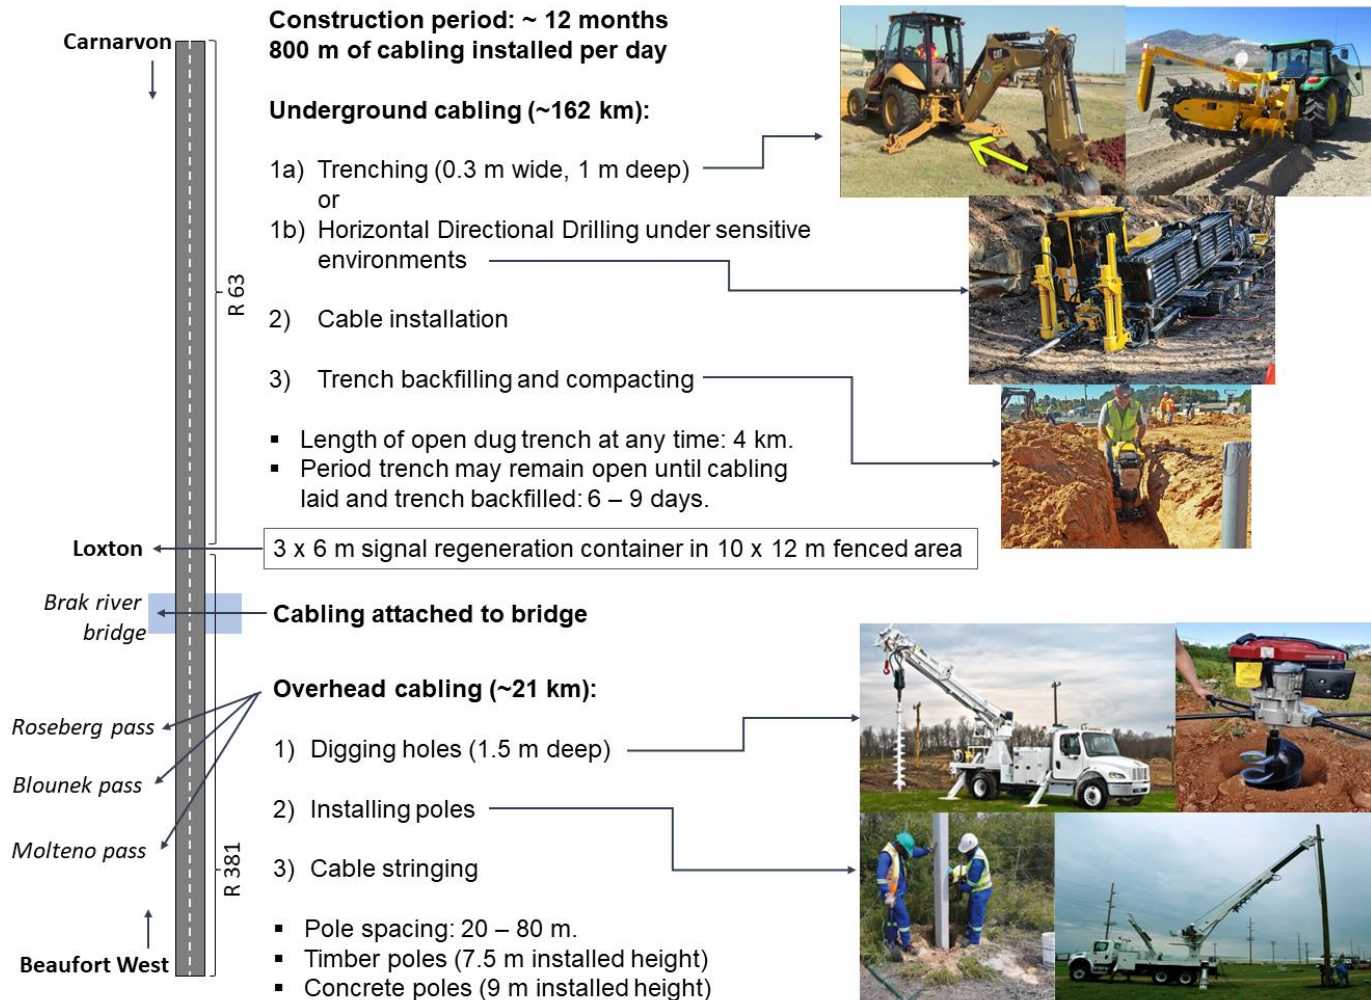 Construction period: ~ 12 months
800 m of cabling installed per day
Carnarvon
Underground cabling (~162 km):
1a) Trenching (0.3 m wide, 1 m deep)
or
1b) Horizontal Directional Drilling under sensitive
environments
R 63
2) Cable installation
3) Trench backfilling and compacting
▪ Length of open dug trench at any time: 4 km.
▪ Period trench may remain open until cabling
laid and trench backfilled: 6 – 9 days.
Loxton
3 x 6 m signal regeneration container in 10 x 12 m fenced area
Brak river
bridge
Cabling attached to bridge
Overhead cabling (~21 km):
Roseberg pass
Blounek pass
Molteno pass
R 381
1) Digging holes (1.5 m deep)
2) Installing poles
3) Cable stringing
▪ Pole spacing: 20 – 80 m.
▪ Timber poles (7.5 m installed height)
▪ Concrete poles (9 m installed height)
Beaufort West
CAT